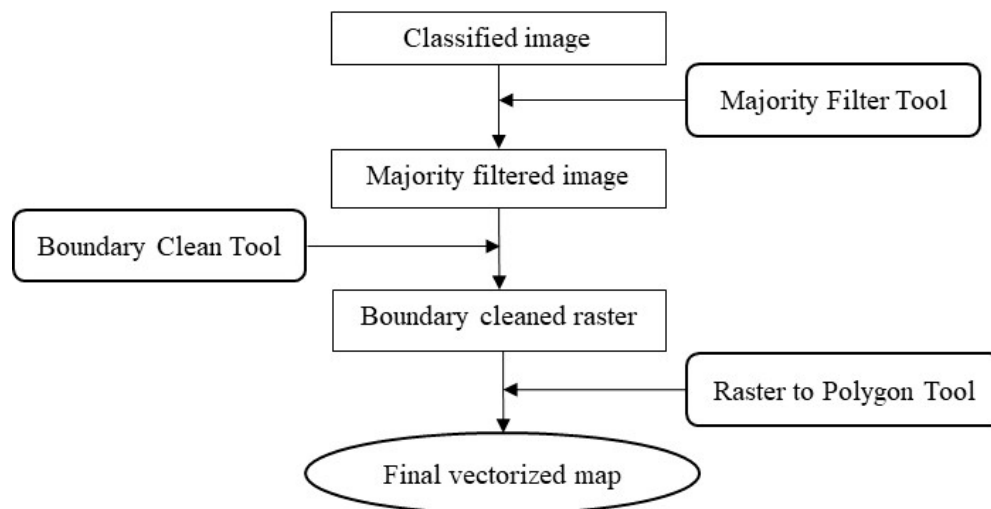 Classified image
Majority Filter Tool
Majority filtered image
Boundary Clean Tool
Boundary cleaned raster
Raster to Polygon Tool
Final vectorized map